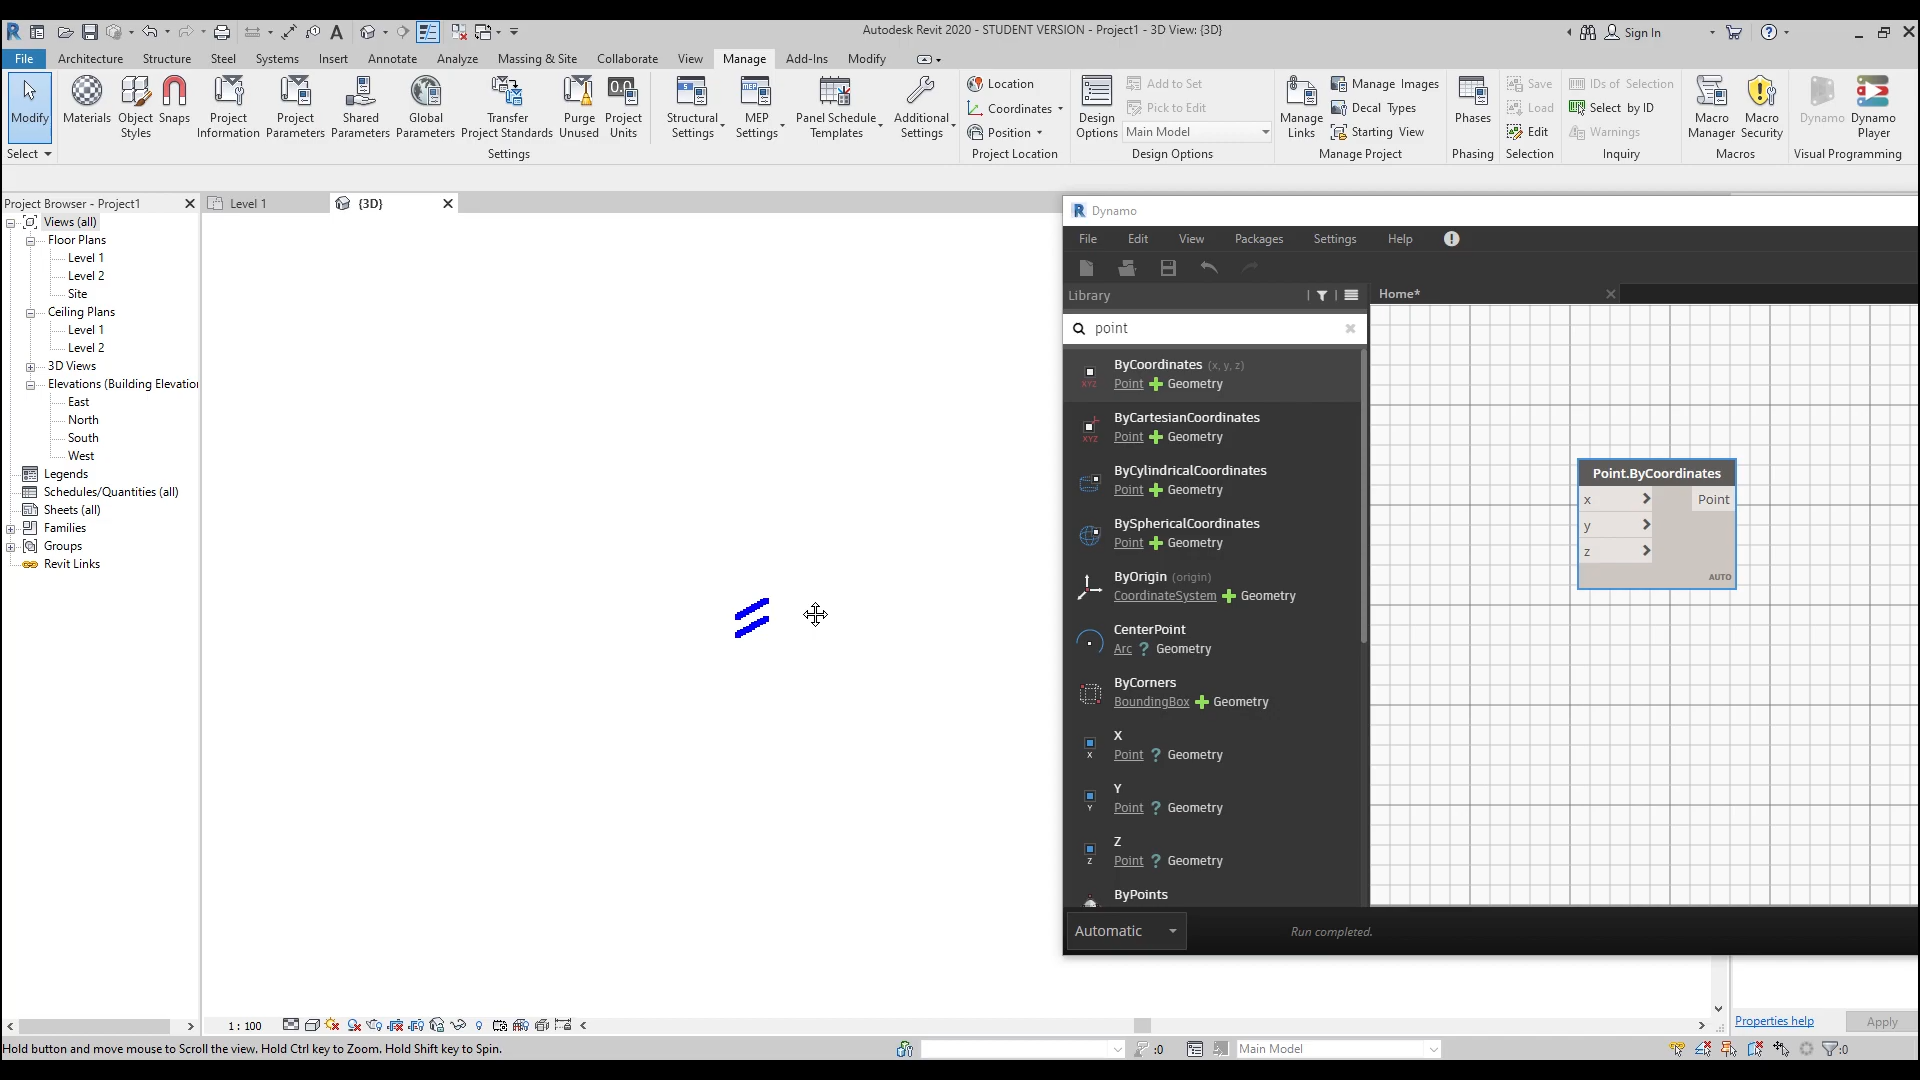 Autodesk Revit 2020 - STUDENT VERSION - Project1 - 3D View: {3D}
Sign In
File Architecture Structure Steel Systems Insert Annotate Analyze Massing & Site Collaborate View Manage Add-Ins Modify
Modify
Materials
Object Styles
Snaps
Project Information
Project Parameters
Shared Parameters
Global Parameters
Transfer Project Standards
Purge Unused
Project Units
Structural Settings
MEP Settings
Panel Schedule Templates
Additional Settings
Location
Coordinates
Position
Design Options
Add to Set
Pick to Edit
Main Model
Manage Links
Manage Images
Decal Types
Starting View
Phases
Save
Load
Edit
IDs of Selection
Select by ID
Warnings
Macro Manager
Macro Security
Dynamo
Dynamo Player
Select
Settings
Project Location
Design Options
Manage Project
Phasing
Selection
Inquiry
Macros
Visual Programming
Project Browser - Project1
Level 1
{3D}
Views (all)
Floor Plans
Level 1
Level 2
Site
Ceiling Plans
Level 1
Level 2
3D Views
Elevations (Building Elevation
East
North
South
West
Legends
Schedules/Quantities (all)
Sheets (all)
Families
Groups
Revit Links
Dynamo
File Edit View Packages Settings Help
Library
Home*
point
ByCoordinates (x, y, z)
Point Geometry
ByCartesianCoordinates
Point Geometry
ByCylindricalCoordinates
Point Geometry
BySphericalCoordinates
Point Geometry
ByOrigin (origin)
CoordinateSystem Geometry
CenterPoint
Arc ? Geometry
ByCorners
BoundingBox Geometry
X
Point ? Geometry
Y
Point ? Geometry
Z
Point ? Geometry
ByPoints
Point.ByCoordinates
x > Point
y >
z >
AUTO
Automatic
Run completed.
1 : 100
Properties help
Apply
Hold button and move mouse to Scroll the view. Hold Ctrl key to Zoom. Hold Shift key to Spin.
:0
Main Model
:0